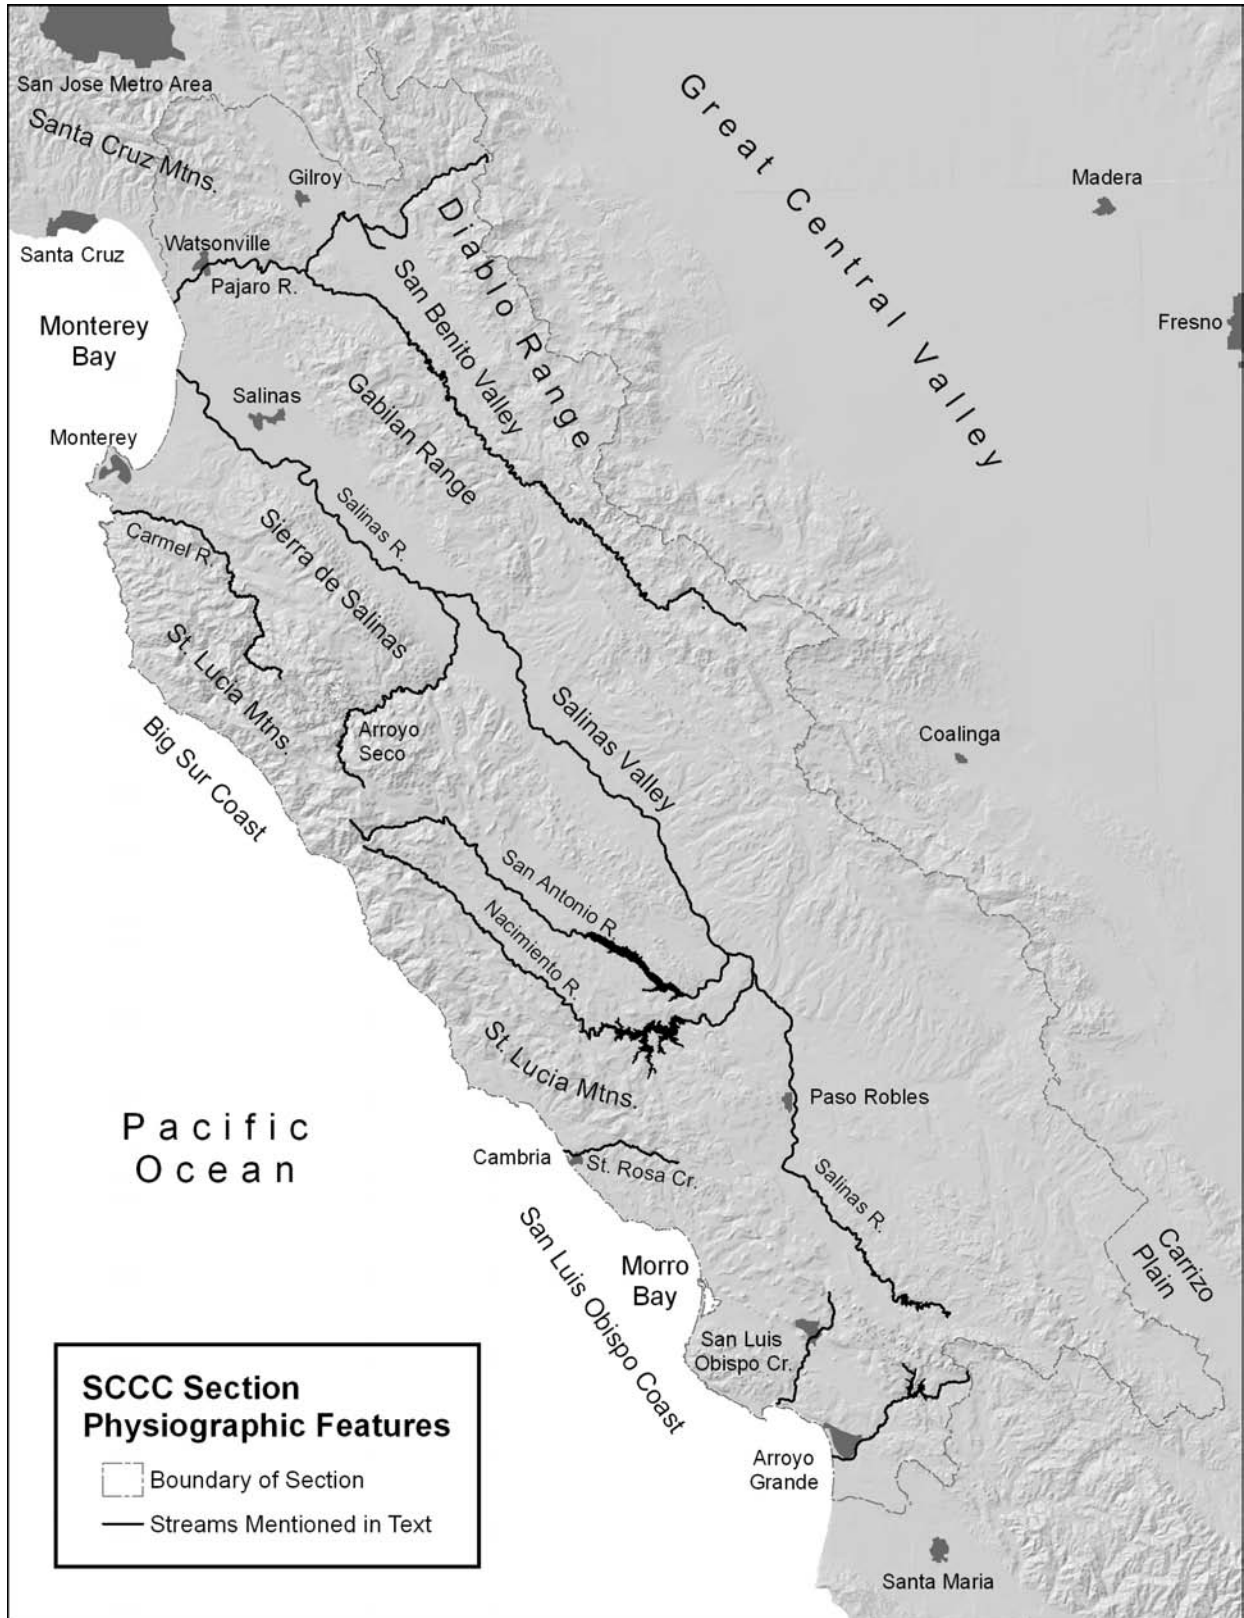 San Jose Metro Area
Santa Cruz Mtns.
Great Central Valley
Gilroy
Madera
Diablo Range
Santa Cruz
Watsonville
Pajaro R.
San Benito Valley
Monterey
Bay
Fresno
Gabilan Range
Salinas
Monterey
Salinas R.
Carmel R.
Sierra de Salinas
St. Lucia Mtns.
Salinas Valley
Big Sur Coast
Arroyo
Seco
Coalinga
San Antonio R.
Nacimiento R.
St. Lucia Mtns.
Paso Robles
Pacific
Ocean
Cambria
St. Rosa Cr.
Salinas R.
San Luis Obispo Coast
Morro
Bay
Carrizo
Plain
San Luis
Obispo Cr.
Arroyo
Grande
Santa Maria
SCCC Section
Physiographic Features
Boundary of Section
Streams Mentioned in Text